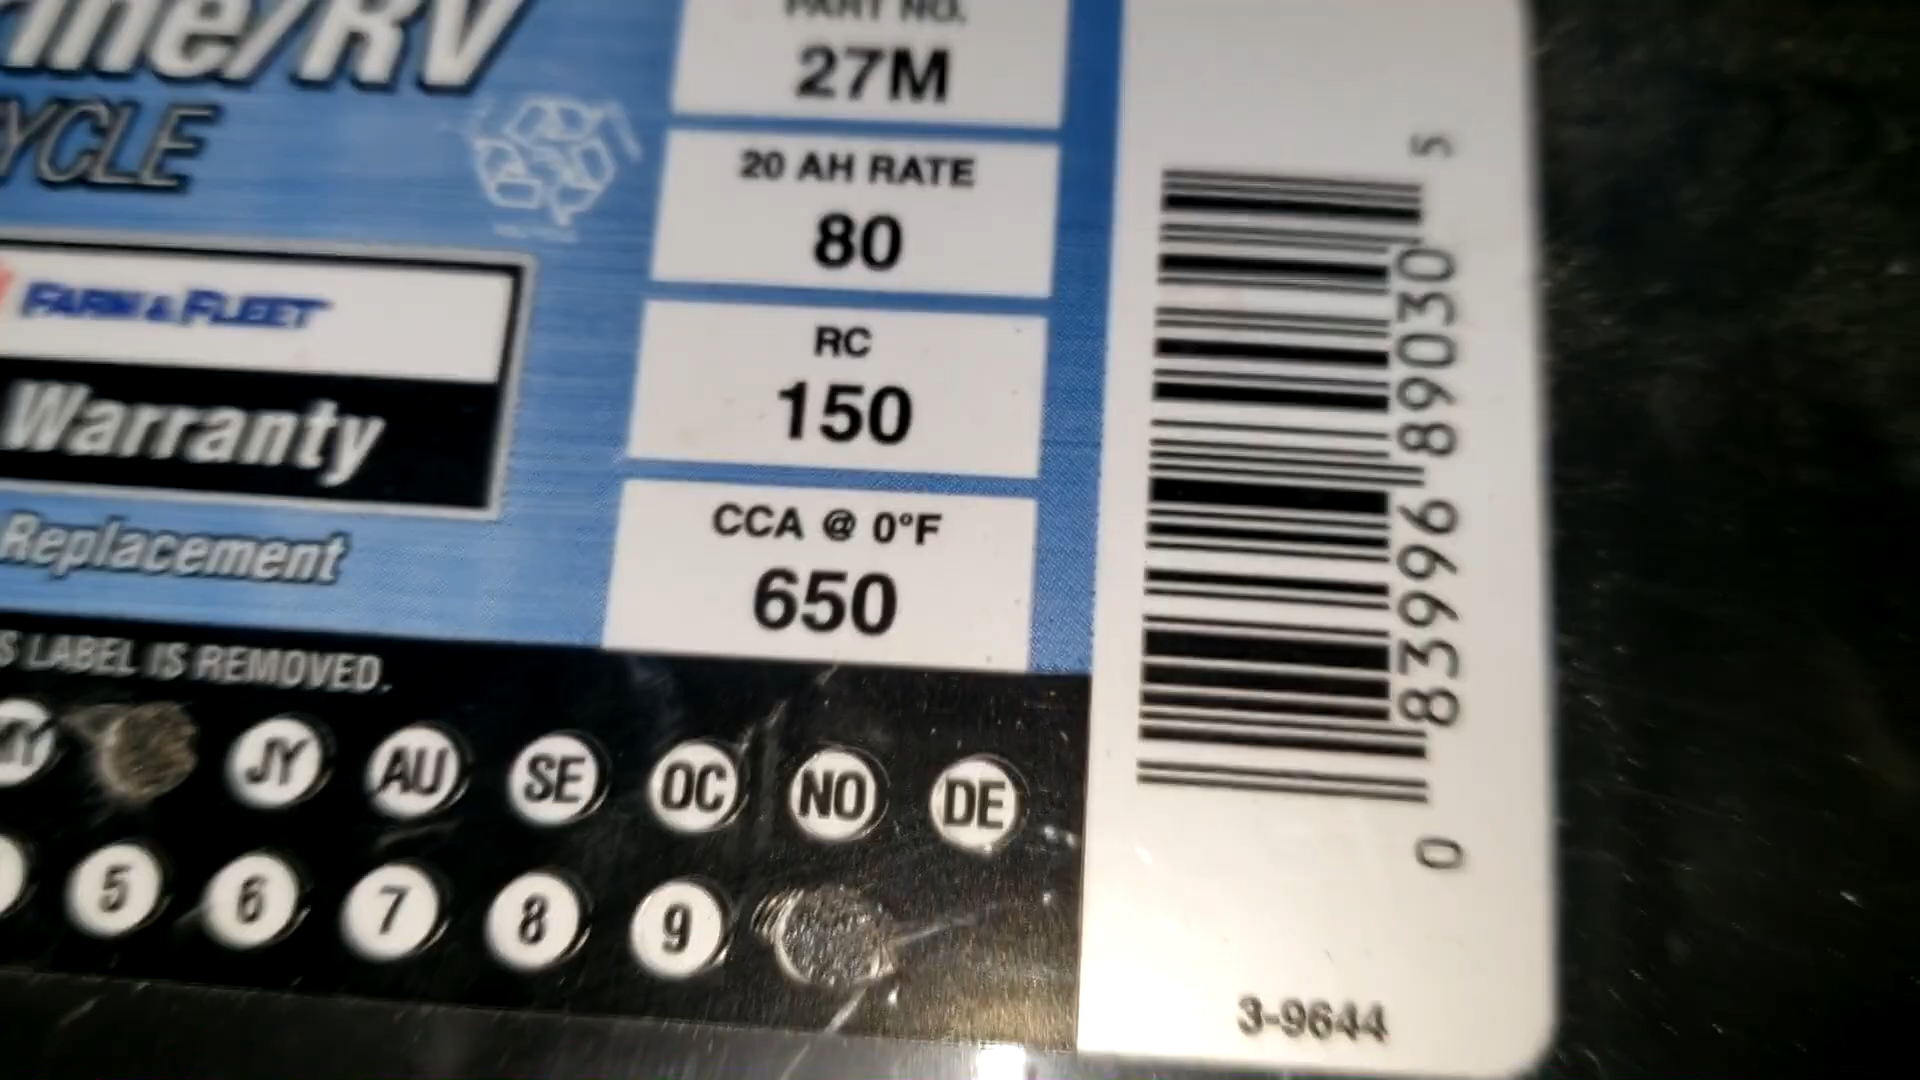 rine/RV
YCLE
FARM & FLEET
Warranty
Replacement
PART NO.
27M
20 AH RATE
80
RC
150
CCA @ 0°F
650
S LABEL IS REMOVED.
MY JY AU SE OC NO DE
5 6 7 8 9
0 83996 89030 5
3-9644